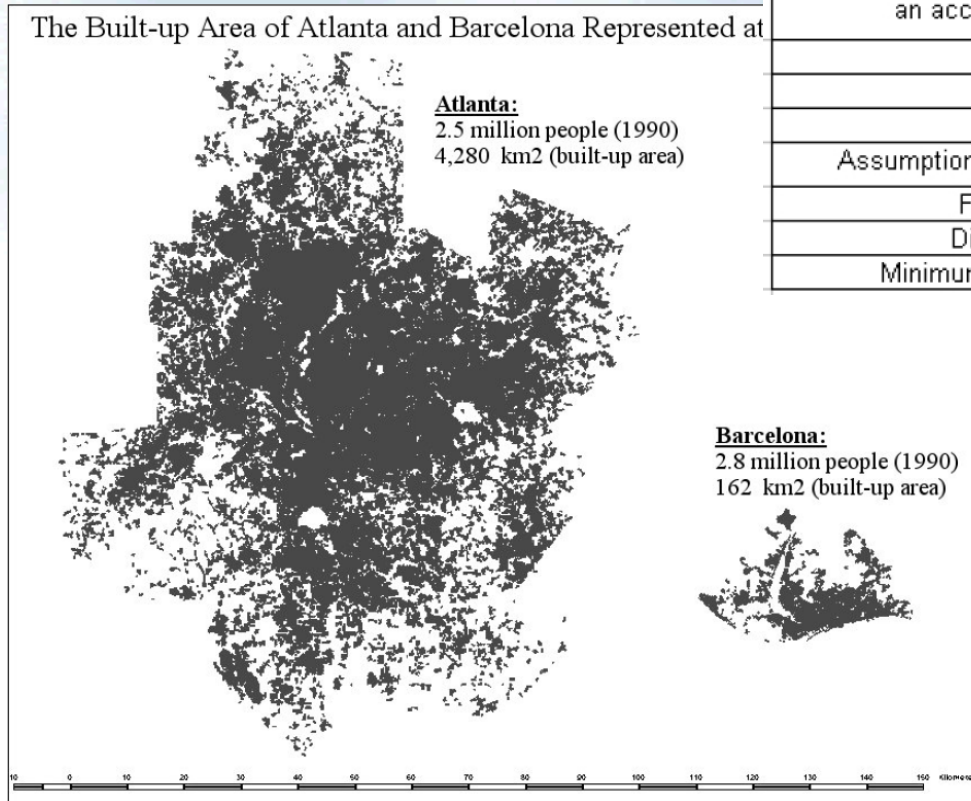 The Built-up Area of Atlanta and Barcelona Represented at
an acc
Atlanta:
2.5 million people (1990)
4,280 km2 (built-up area)
Assumption
F
Di
Minimur
Barcelona:
2.8 million people (1990)
162 km2 (built-up area)
10 0 10 20 30 40 50 60 70 80 90 100 110 120 130 140 150 Kilomete